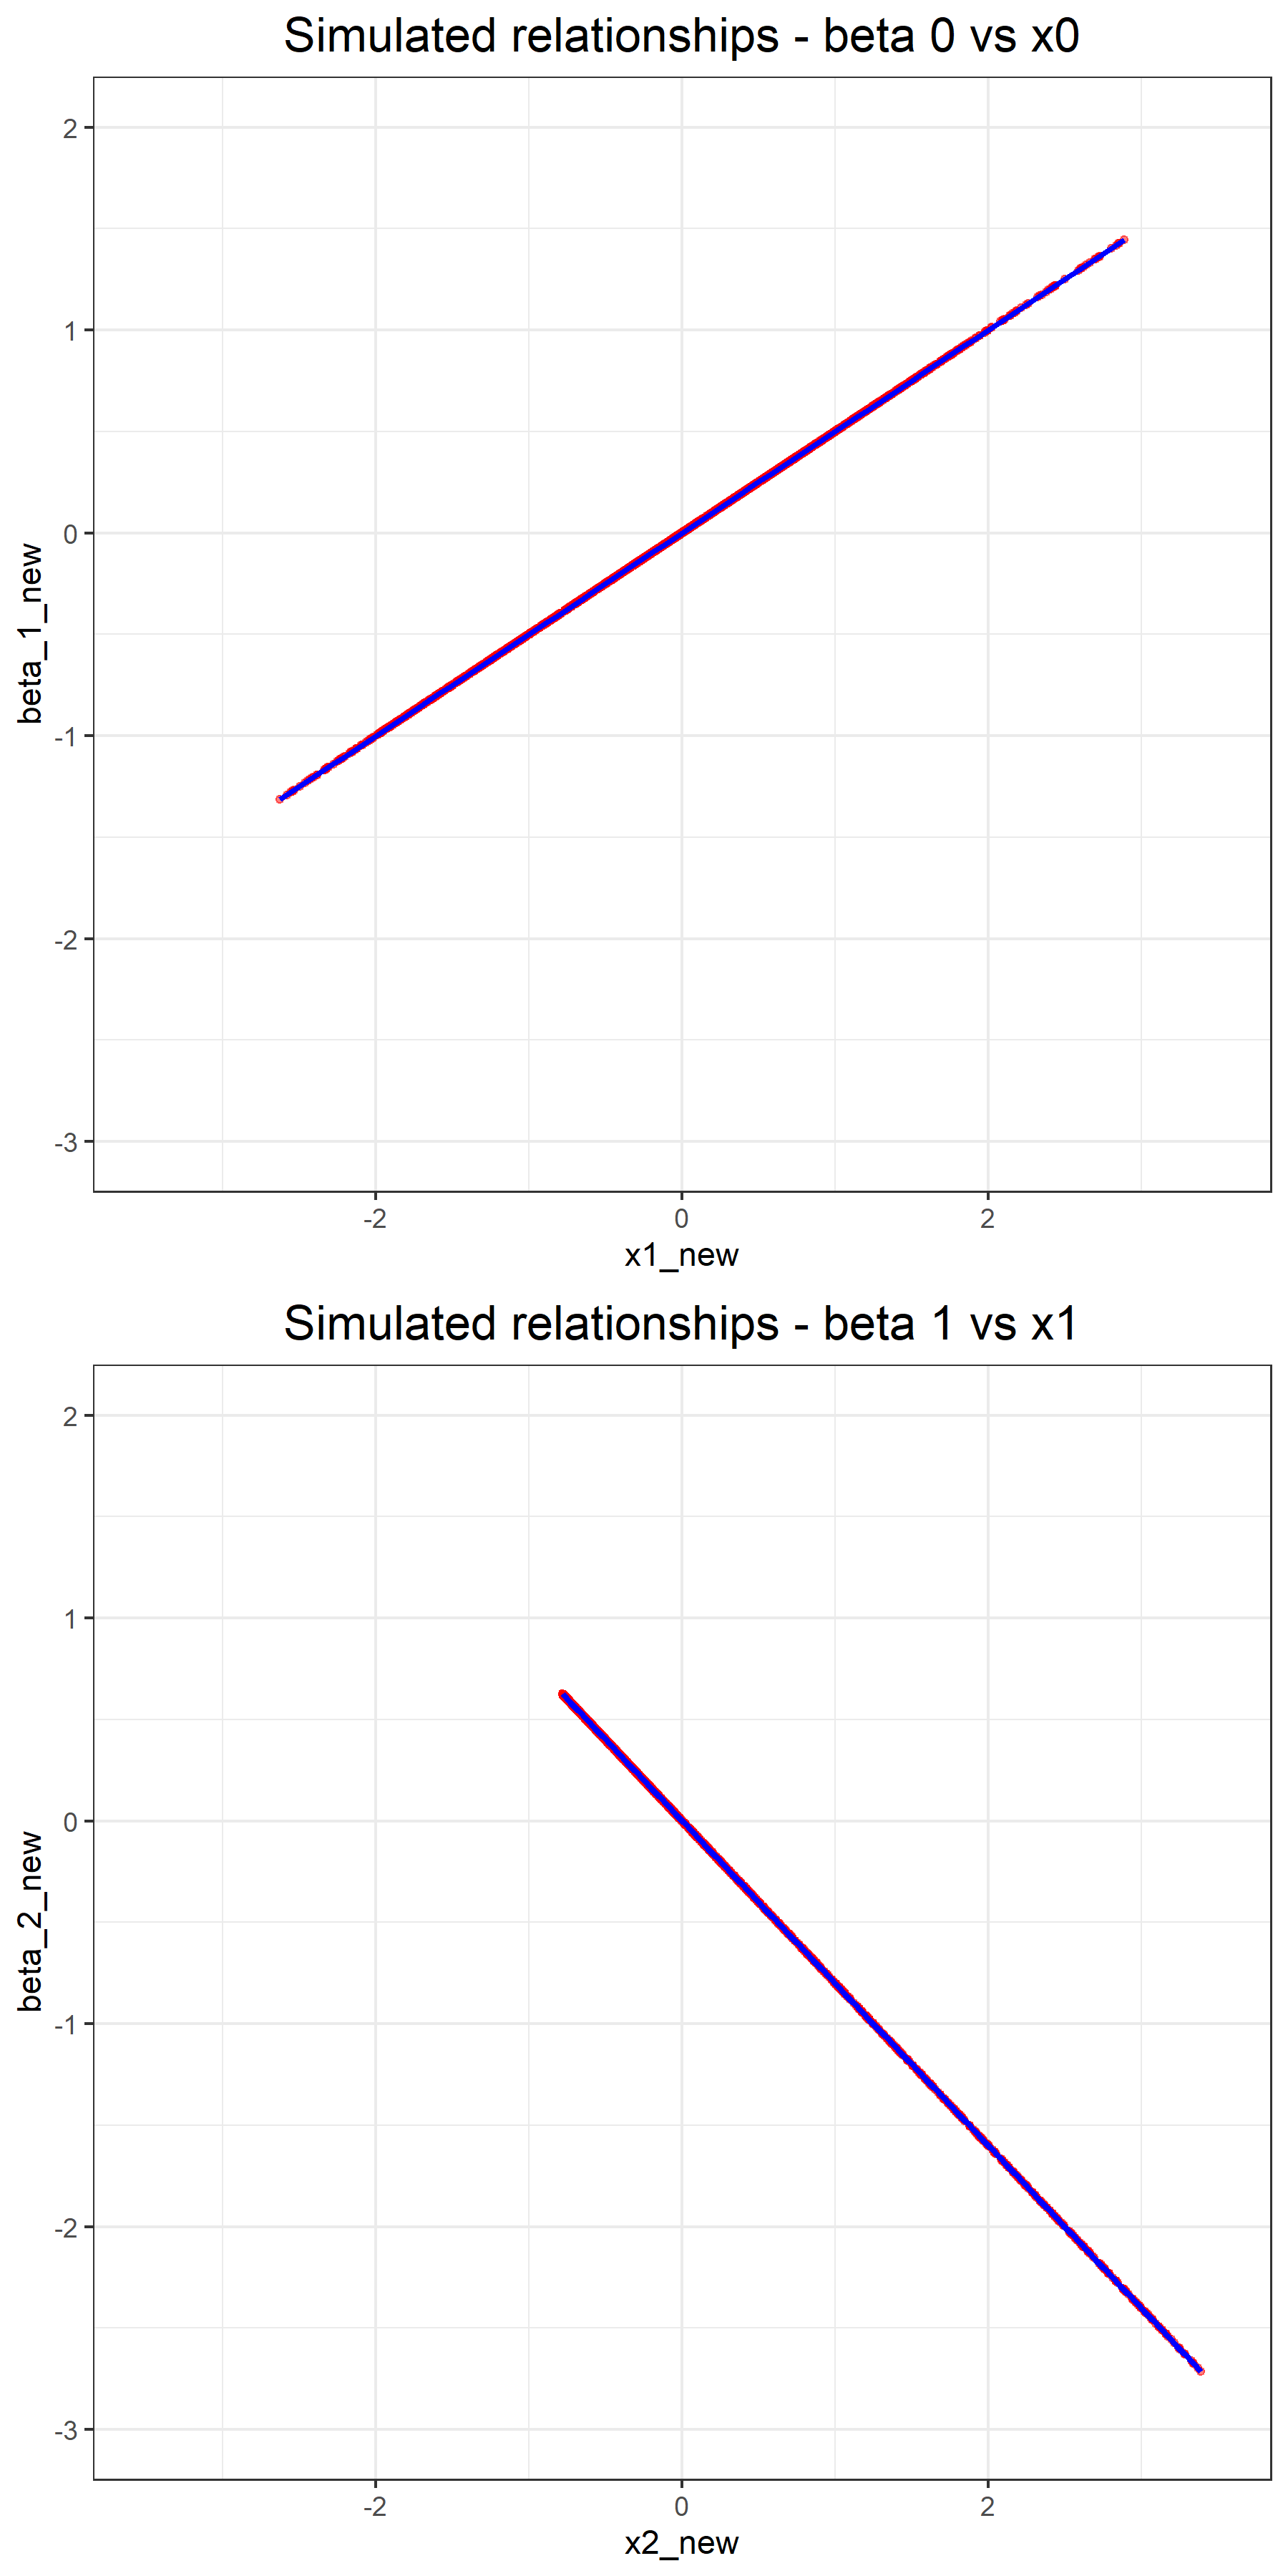 Simulated relationships - beta 0 vs x0
2
1
0
-1
-2
-3
beta_1_new
-2 0 2
x1_new
Simulated relationships - beta 1 vs x1
2
1
0
-1
-2
-3
beta_2_new
-2 0 2
x2_new